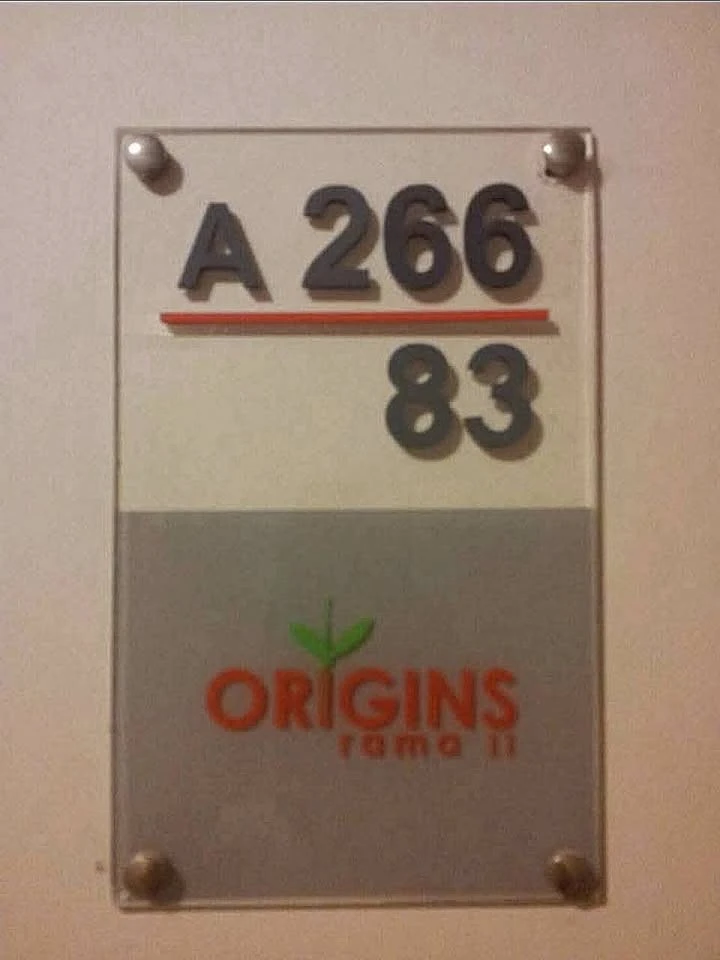 A 266
83
ORIGINS
rama II